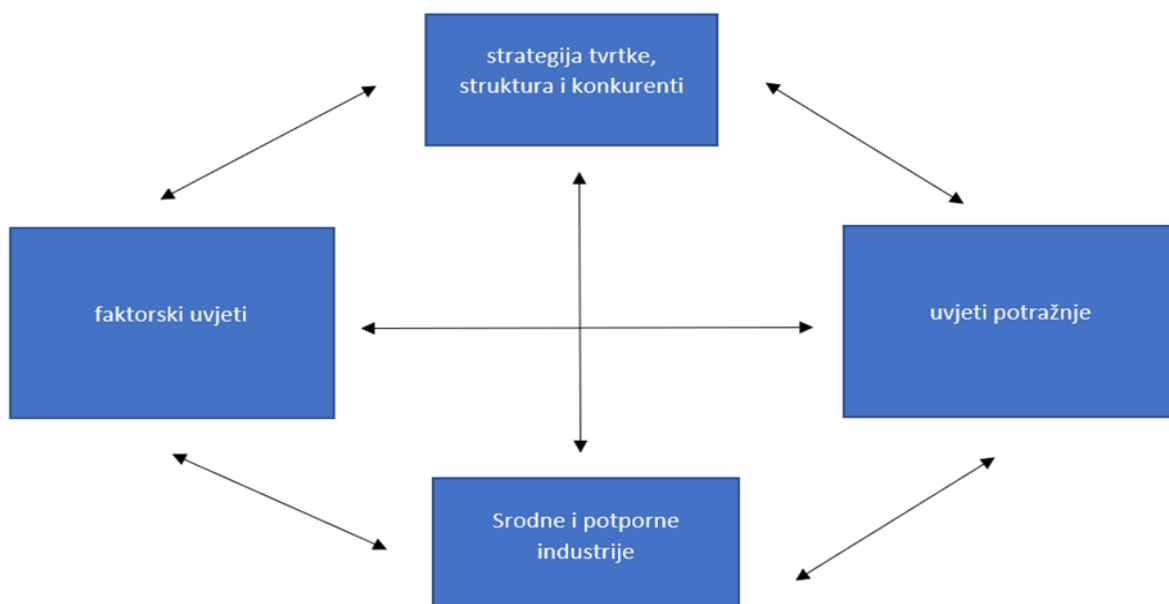 strategija tvrtke,
struktura i konkurenti
faktorski uvjeti
uvjeti potražnje
Srodne i potporne
industrije